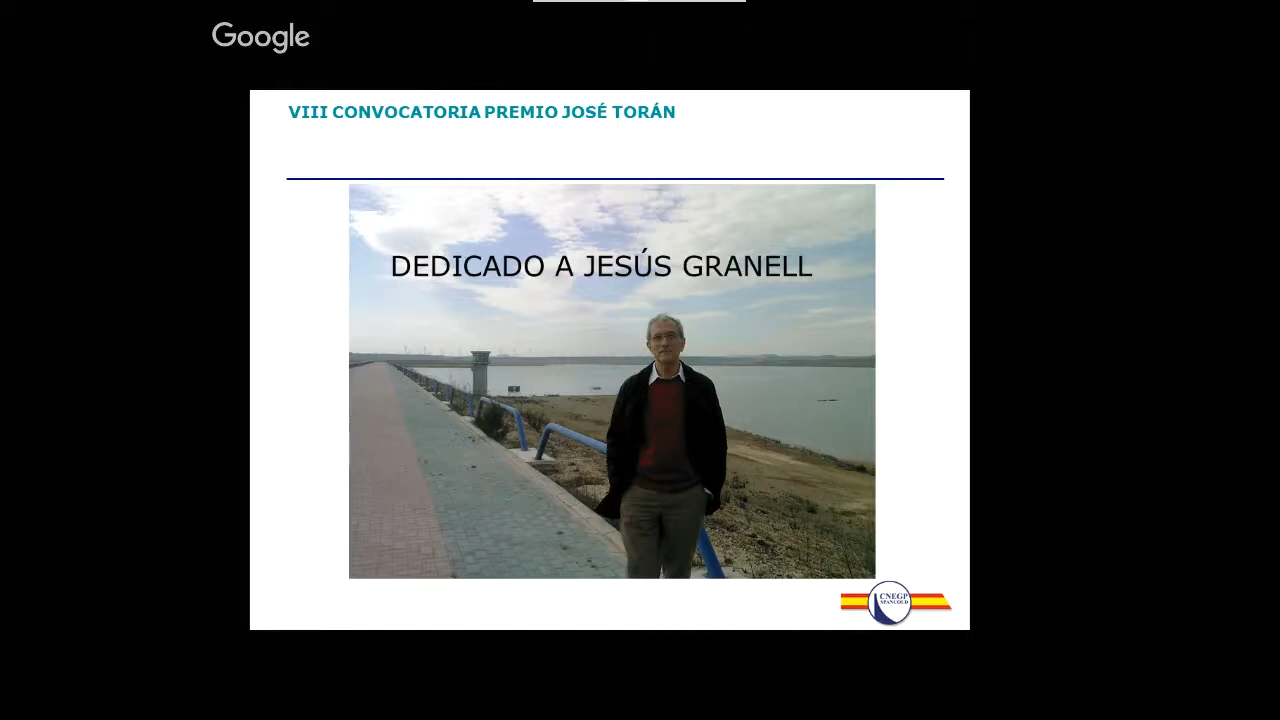 Google
VIII CONVOCATORIA PREMIO JOSÉ TORÁN
DEDICADO A JESÚS GRANELL
CNEGP
SPANCOLD